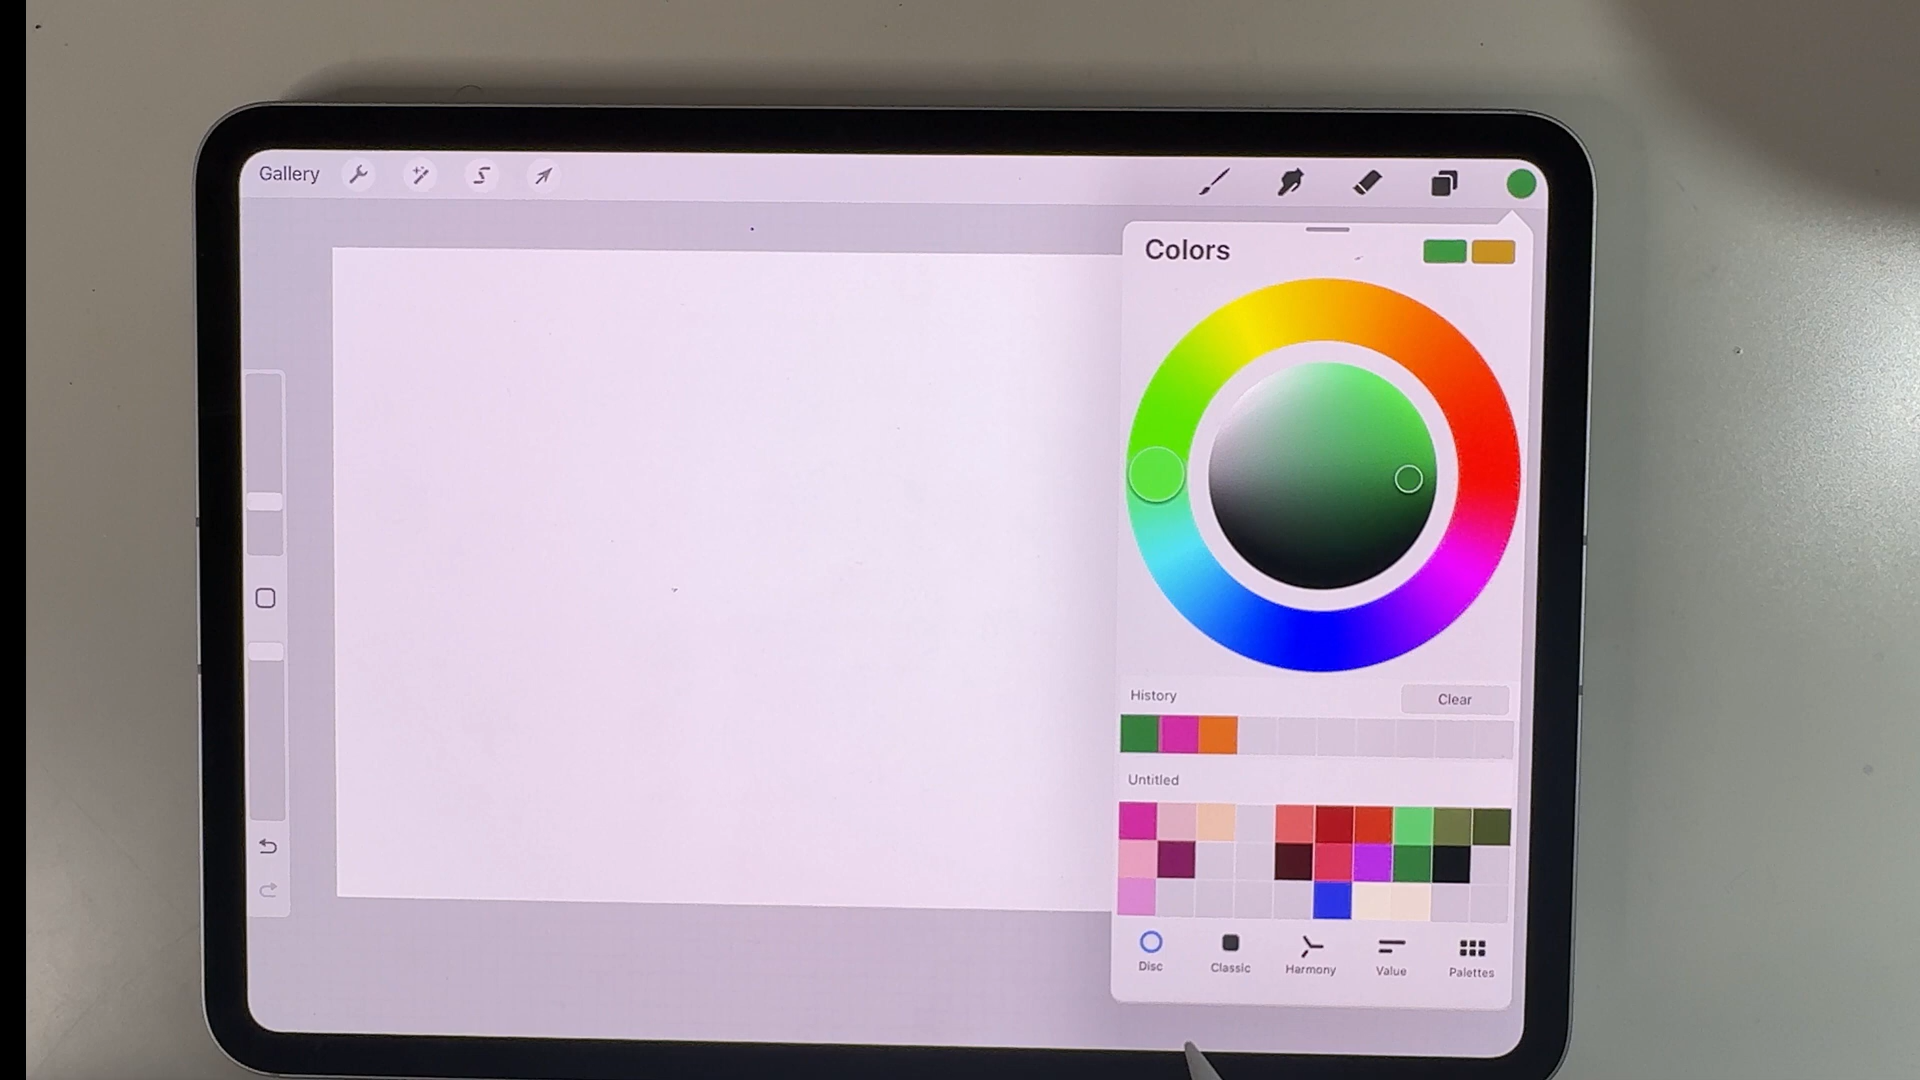 Gallery
Colors
History
Clear
Untitled
Disc
Classic
Harmony
Value
Palettes